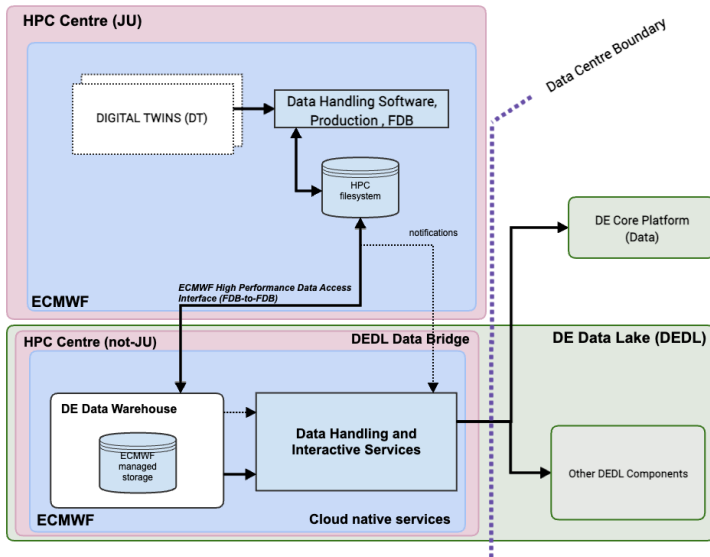 HPC Centre (JU)
DIGITAL TWINS (DT)
Data Handling Software,
Production , FDB
HPC
filesystem
notifications
ECMWF High Performance Data Access
Interface (FDB-to-FDB)
ECMWF
Data Centre Boundary
DE Core Platform
(Data)
HPC Centre (not-JU)
DEDL Data Bridge
DE Data Lake (DEDL)
DE Data Warehouse
ECMWF
managed
storage
Data Handling and
Interactive Services
Other DEDL Components
ECMWF
Cloud native services